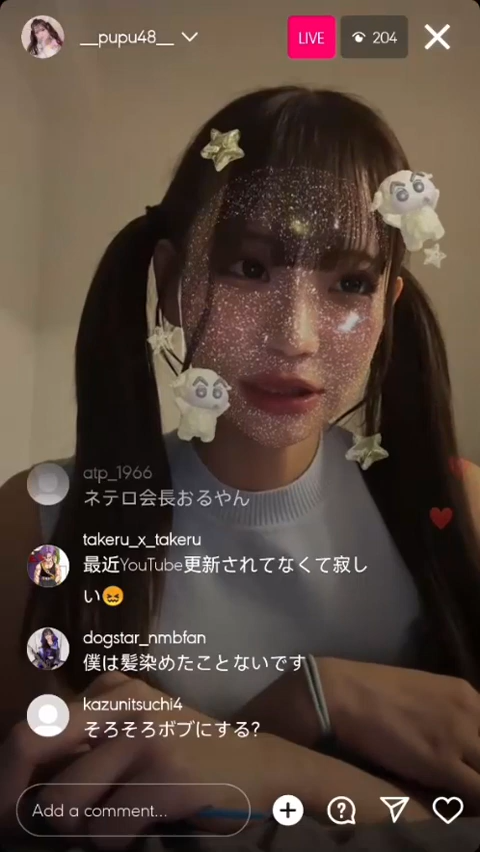 __pupu48__
LIVE
204
atp_1966
ネテロ会長おるやん
takeru_x_takeru
最近YouTube更新されてなくて寂し
い😖
dogstar_nmbfan
僕は髪染めたことないです
kazunitsuchi4
そろそろボブにする?
Add a comment...